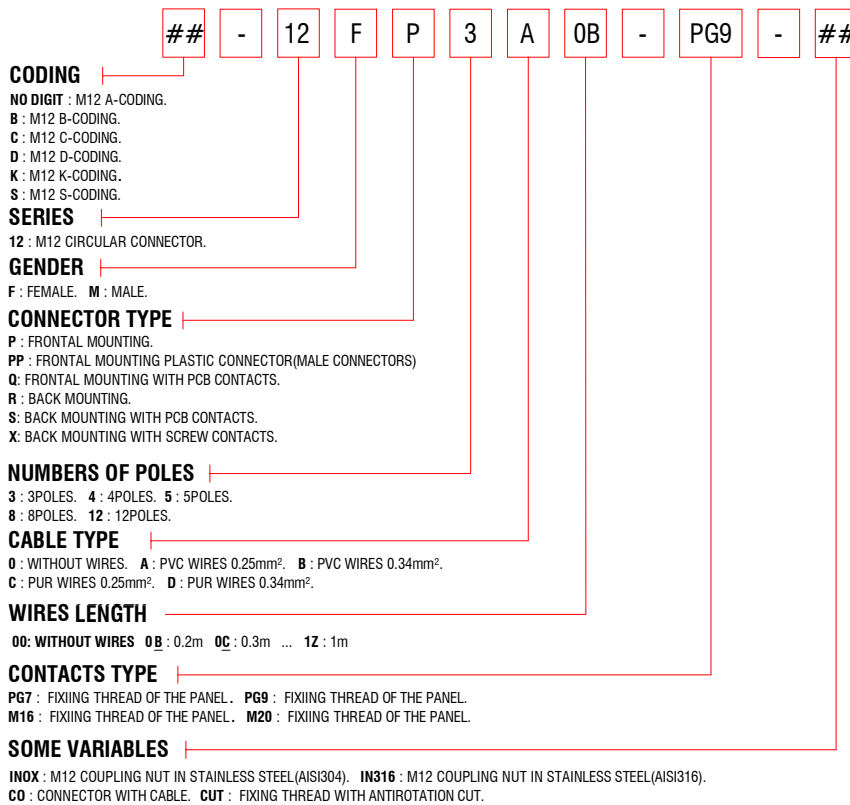 ## - 12 F P 3 A 0B - PG9 - ##
CODING
NO DIGIT : M12 A-CODING.
B : M12 B-CODING.
C : M12 C-CODING.
D : M12 D-CODING.
K : M12 K-CODING.
S : M12 S-CODING.
SERIES
12 : M12 CIRCULAR CONNECTOR.
GENDER
F : FEMALE. M : MALE.
CONNECTOR TYPE
P : FRONTAL MOUNTING.
PP : FRONTAL MOUNTING PLASTIC CONNECTOR(MALE CONNECTORS)
Q: FRONTAL MOUNTING WITH PCB CONTACTS.
R : BACK MOUNTING.
S: BACK MOUNTING WITH PCB CONTACTS.
X: BACK MOUNTING WITH SCREW CONTACTS.
NUMBERS OF POLES
3 : 3POLES. 4 : 4POLES. 5 : 5POLES.
8 : 8POLES. 12 : 12POLES.
CABLE TYPE
0 : WITHOUT WIRES. A : PVC WIRES 0.25mm². B : PVC WIRES 0.34mm².
C : PUR WIRES 0.25mm². D : PUR WIRES 0.34mm².
WIRES LENGTH
00: WITHOUT WIRES 0B : 0.2m 0C : 0.3m ... 1Z : 1m
CONTACTS TYPE
PG7 : FIXIING THREAD OF THE PANEL. PG9 : FIXIING THREAD OF THE PANEL.
M16 : FIXIING THREAD OF THE PANEL. M20 : FIXIING THREAD OF THE PANEL.
SOME VARIABLES
INOX : M12 COUPLING NUT IN STAINLESS STEEL(AISI304). IN316 : M12 COUPLING NUT IN STAINLESS STEEL(AISI316).
CO : CONNECTOR WITH CABLE. CUT : FIXING THREAD WITH ANTIROTATION CUT.